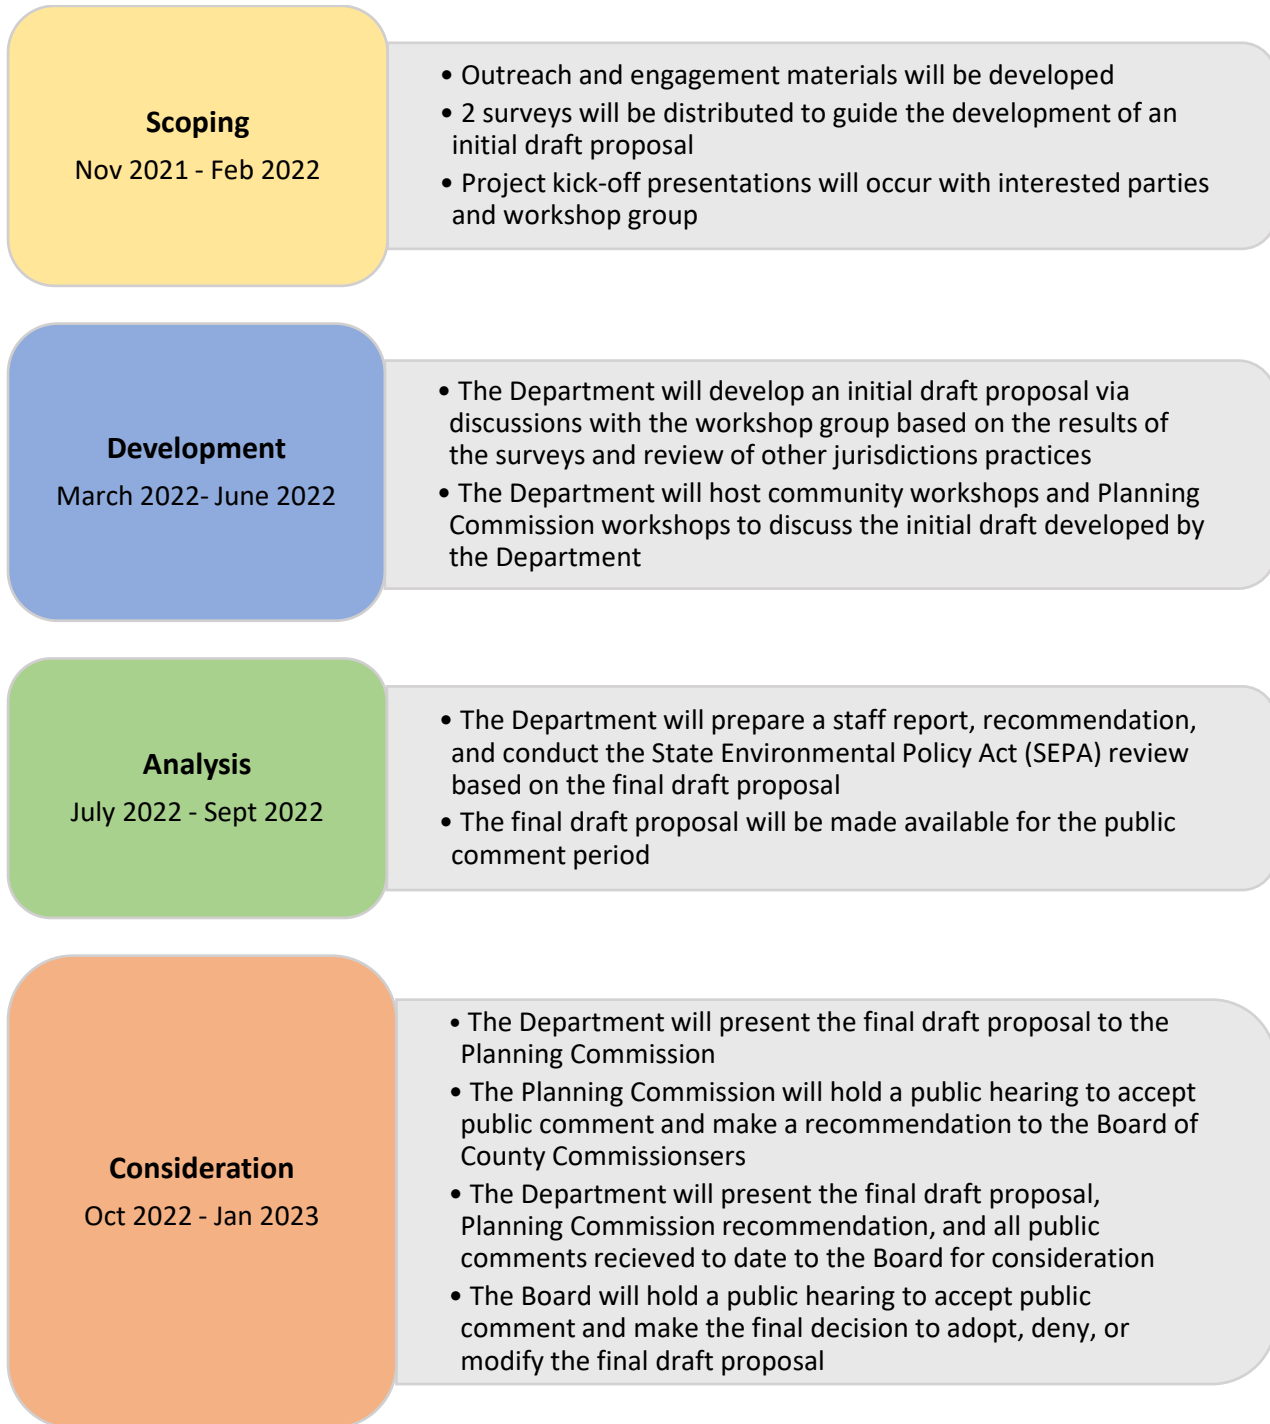 Scoping
Nov 2021 - Feb 2022
• Outreach and engagement materials will be developed
• 2 surveys will be distributed to guide the development of an
initial draft proposal
• Project kick-off presentations will occur with interested parties
and workshop group
Development
March 2022- June 2022
• The Department will develop an initial draft proposal via
discussions with the workshop group based on the results of
the surveys and review of other jurisdictions practices
• The Department will host community workshops and Planning
Commission workshops to discuss the initial draft developed by
the Department
Analysis
July 2022 - Sept 2022
• The Department will prepare a staff report, recommendation,
and conduct the State Environmental Policy Act (SEPA) review
based on the final draft proposal
• The final draft proposal will be made available for the public
comment period
Consideration
Oct 2022 - Jan 2023
• The Department will present the final draft proposal to the
Planning Commission
• The Planning Commission will hold a public hearing to accept
public comment and make a recommendation to the Board of
County Commissionsers
• The Department will present the final draft proposal,
Planning Commission recommendation, and all public
comments recieved to date to the Board for consideration
• The Board will hold a public hearing to accept public
comment and make the final decision to adopt, deny, or
modify the final draft proposal